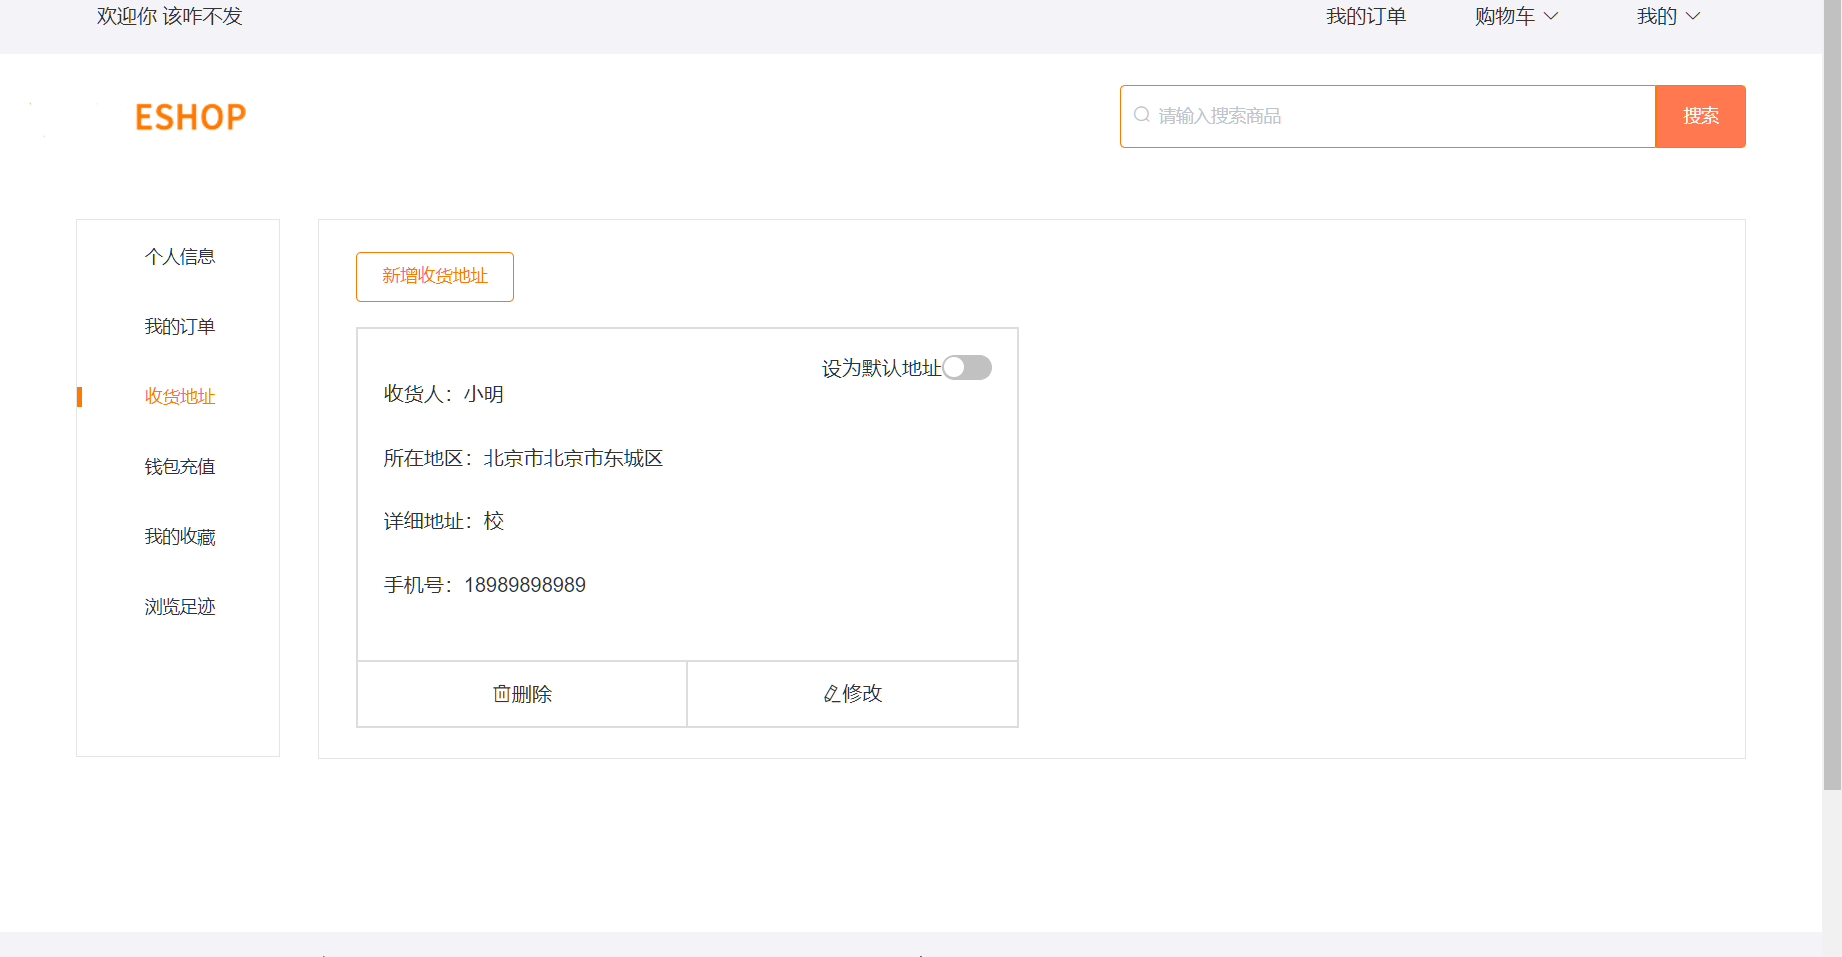 欢迎你 该咋不发
我的订单
购物车
我的
ESHOP
请输入搜索商品
搜索
个人信息
我的订单
收货地址
钱包充值
我的收藏
浏览足迹
新增收货地址
设为默认地址
收货人：小明
所在地区：北京市北京市东城区
详细地址：校
手机号：18989898989
删除
修改